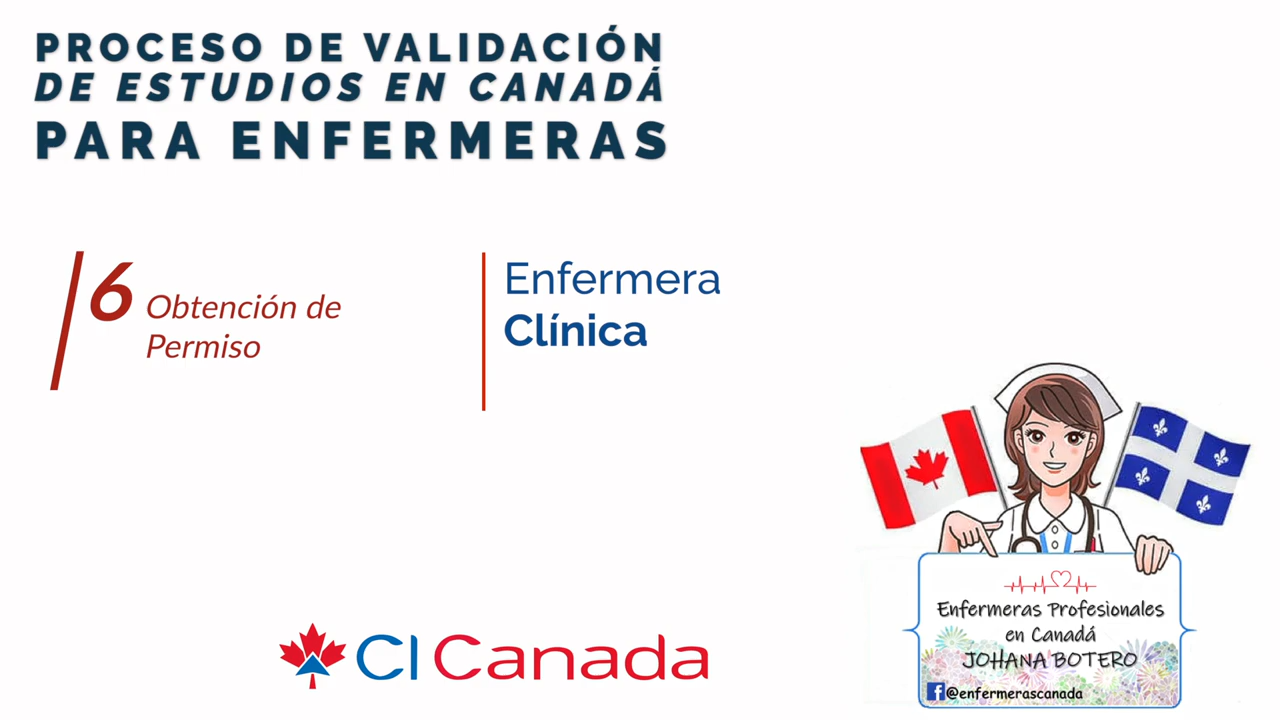 PROCESO DE VALIDACIÓN
DE ESTUDIOS EN CANADÁ
PARA ENFERMERAS
6 Obtención de
Permiso
Enfermera
Clínica
CI Canada
Enfermeras Profesionales
en Canadá
JOHANA BOTERO
f @enfermerascanada